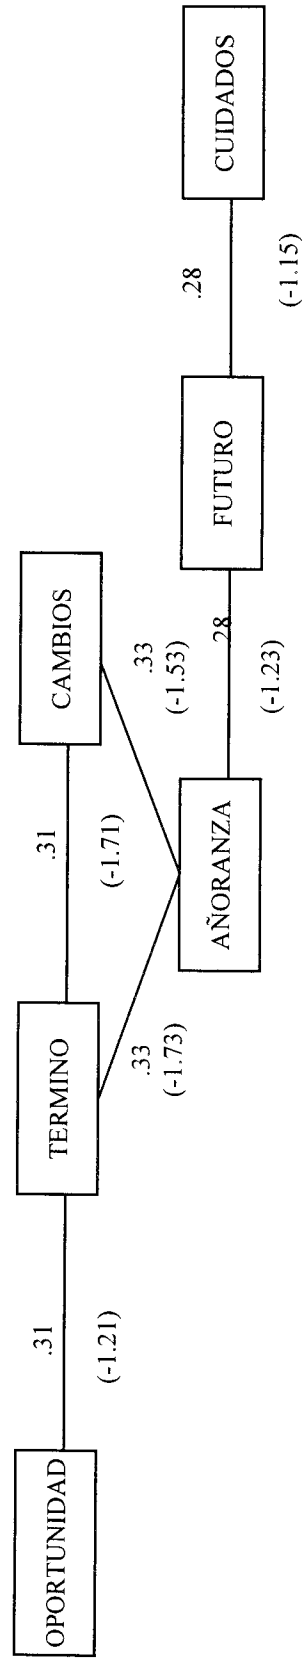 OPORTUNIDAD
.31
(-1.21)
TERMINO
.31
(-1.71)
CAMBIOS
.33
(-1.73)
.33
(-1.53)
AÑORANZA
.28
(-1.23)
FUTURO
.28
(-1.15)
CUIDADOS